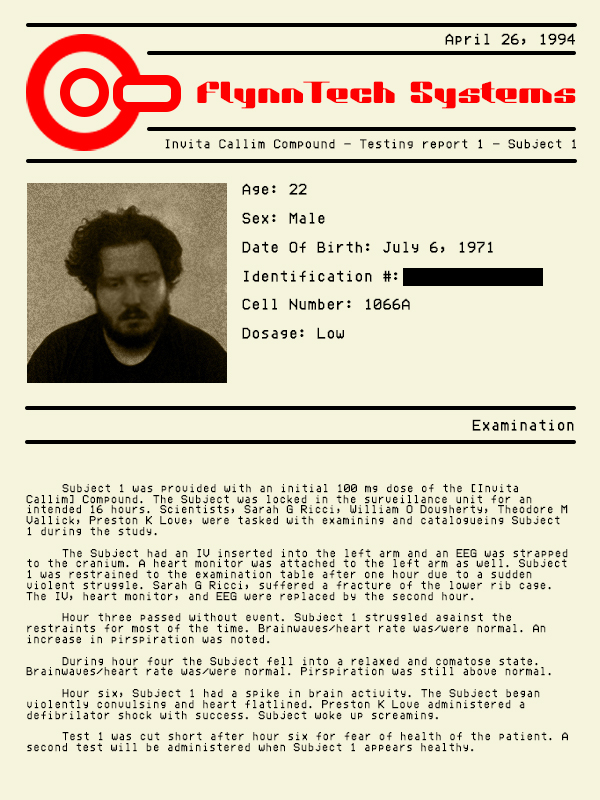 April 26, 1994
FlynnTech Systems
Invita Callim Compound - Testing report 1 - Subject 1
Age: 22
Sex: Male
Date Of Birth: July 6, 1971
Identification #:
Cell Number: 1066A
Dosage: Low
Examination
Subject 1 was provided with an initial 100 mg dose of the [Invita
Callim] Compound. The Subject was locked in the surveillance unit for an
intended 16 hours. Scientists, Sarah G Ricci, William O Dougherty, Theodore M
Vallick, Preston K Love, were tasked with examining and catalogueing Subject
1 during the study.
The Subject had an IV inserted into the left arm and an EEG was strapped
to the cranium. A heart monitor was attached to the left arm as well. Subject
1 was restrained to the examination table after one hour due to a sudden
violent struggle. Sarah G Ricci, suffered a fracture of the lower rib cage.
The IV, heart monitor, and EEG were replaced by the second hour.
Hour three passed without event. Subject 1 struggled against the
restraints for most of the time. Brainwaves/heart rate was/were normal. An
increase in pirspiration was noted.
During hour four the Subject fell into a relaxed and comatose state.
Brainwaves/heart rate was/were normal. Pirspiration was still above normal.
Hour six, Subject 1 had a spike in brain activity. The Subject began
violently convulsing and heart flatlined. Preston K Love administered a
defibrilator shock with success. Subject woke up screaming.
Test 1 was cut short after hour six for fear of health of the patient. A
second test will be administered when Subject 1 appears healthy.